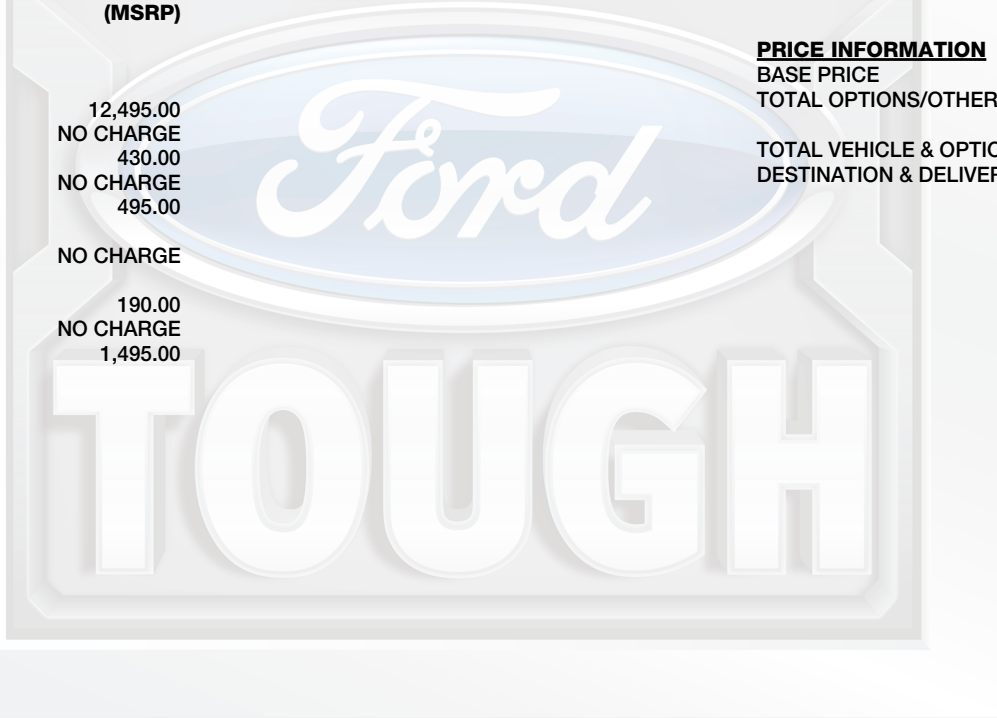 (MSRP)
12,495.00
NO CHARGE
430.00
NO CHARGE
495.00
NO CHARGE
190.00
NO CHARGE
1,495.00
PRICE INFORMATION
BASE PRICE
TOTAL OPTIONS/OTHER
TOTAL VEHICLE & OPTIO
DESTINATION & DELIVER
Ford
TOUGH